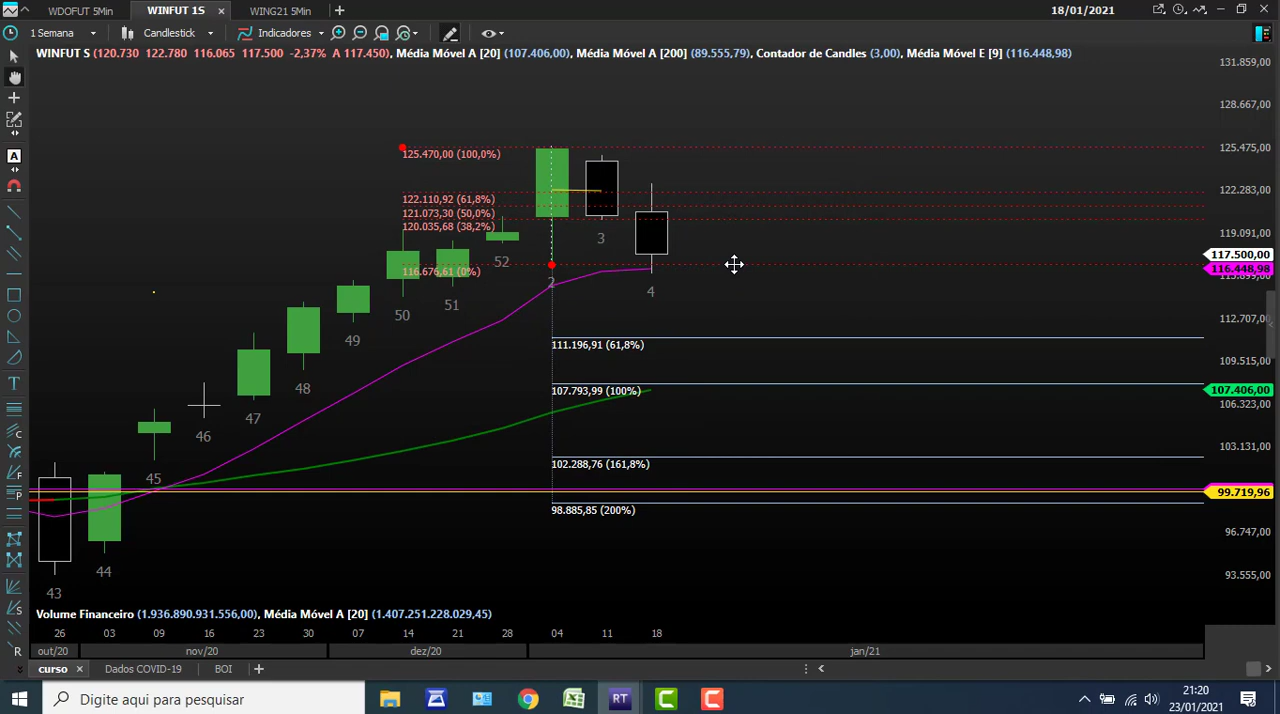 WDOFUT 5Min
WINFUT 1S
WING21 5Min
18/01/2021
1 Semana
Candlestick
Indicadores
WINFUT S (120.730 122.780 116.065 117.500 -2,37% A 117.450), Média Móvel A [20] (107.406,00), Média Móvel A [200] (89.555,79), Contador de Candles (3,00), Média Móvel E [9] (116.448,98)
131.859,00
128.667,00
125.475,00
122.283,00
119.091,00
117.500,00
116.448,98
115.899,00
112.707,00
109.515,00
107.406,00
106.323,00
103.131,00
99.719,96
96.747,00
93.555,00
125.470,00 (100,0%)
122.110,92 (61,8%)
121.073,30 (50,0%)
120.035,68 (38,2%)
116.676,61 (0%)
111.196,91 (61,8%)
107.793,99 (100%)
102.288,76 (161,8%)
98.885,85 (200%)
43
44
45
46
47
48
49
50
51
52
2
3
4
A
T
C
F
P
S
R
Volume Financeiro (1.936.890.931.556,00), Média Móvel A [20] (1.407.251.228.029,45)
26 03 09 16 23 30 07 14 21 28 04 11 18
out/20 nov/20 dez/20 jan/21
curso
Dados COVID-19
BOI
Digite aqui para pesquisar
RT
21:20
23/01/2021